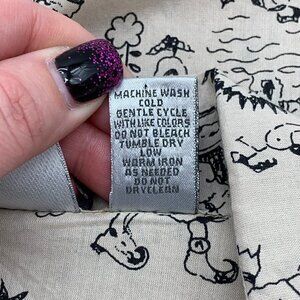 MACHINE WASH
COLD
GENTLE CYCLE
WITH LIKE COLORS
DO NOT BLEACH
TUMBLE DRY
LOW
WARM IRON
AS NEEDED
DO NOT
DRYCLEAN